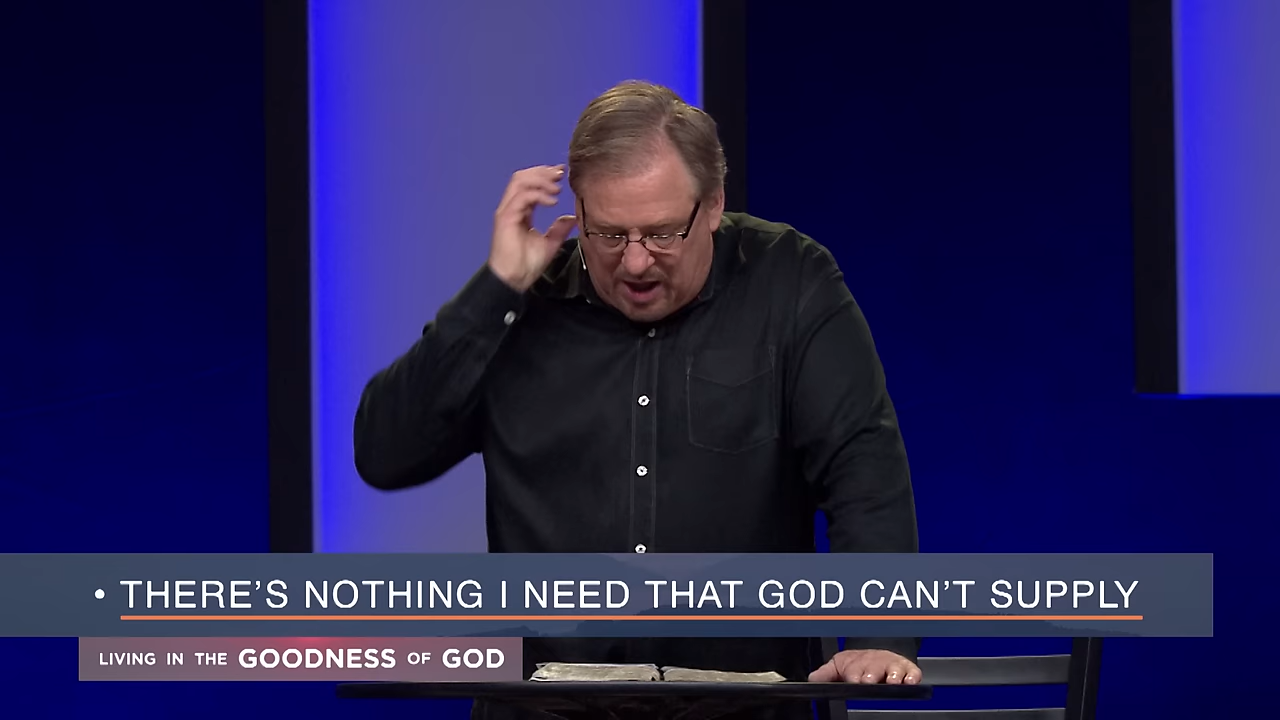 • THERE'S NOTHING I NEED THAT GOD CAN'T SUPPLY
LIVING IN THE GOODNESS OF GOD